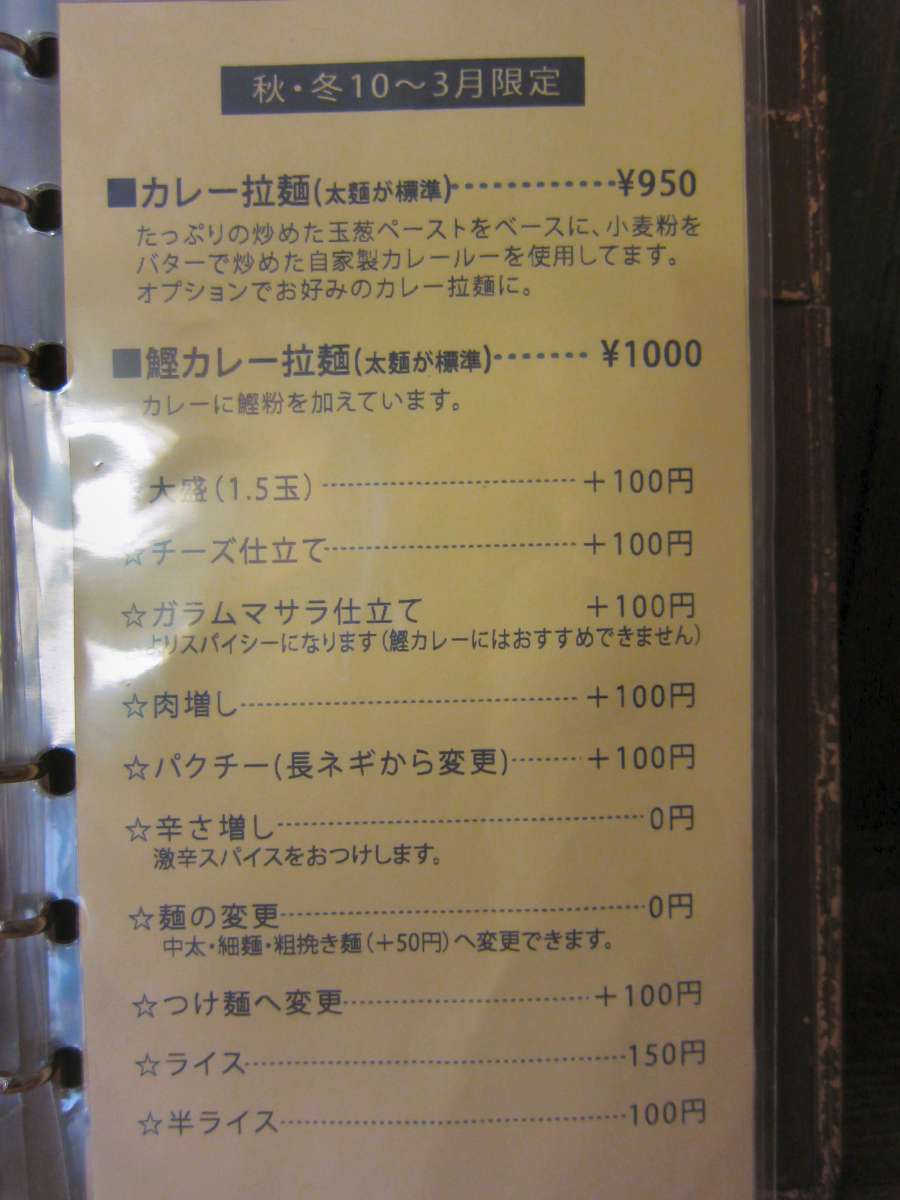 秋・冬10～3月限定
■カレー拉麺(太麺が標準)・・・・・・・・・・・・・・・¥950
たっぷりの炒めた玉葱ペーストをベースに、小麦粉を
バターで炒めた自家製カレールーを使用してます。
オプションでお好みのカレー拉麺に。
■鰹カレー拉麺(太麺が標準)・・・・・・・¥1000
カレーに鰹粉を加えています。
大盛(1.5玉)・・・・・・・・・・・・・・・＋100円
☆チーズ仕立て・・・・・・・・・・・・・・・＋100円
☆ガラムマサラ仕立て ＋100円
よりスパイシーになります(鰹カレーにはおすすめできません)
☆肉増し・・・・・・・・・・・・・・・＋100円
☆パクチー(長ネギから変更)・・・・・・・＋100円
☆辛さ増し・・・・・・・・・・・・・・・0円
激辛スパイスをおつけします。
☆麺の変更・・・・・・・・・・・・・・・0円
中太・細麺・粗挽き麺(＋50円)へ変更できます。
☆つけ麺へ変更・・・・・・・・・・・・・・・＋100円
☆ライス・・・・・・・・・・・・・・・150円
☆半ライス・・・・・・・・・・・・・・・100円